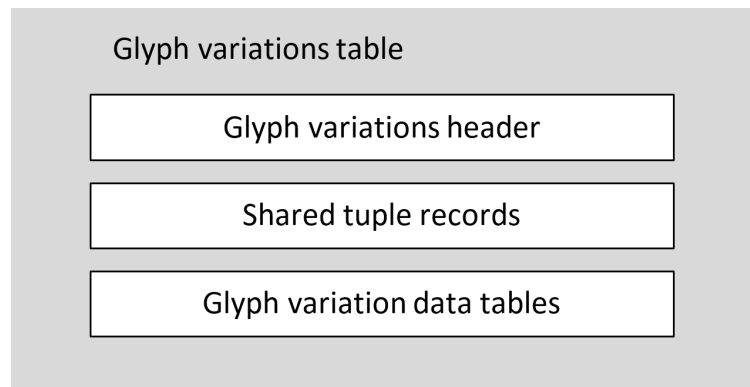 Glyph variations table
Glyph variations header
Shared tuple records
Glyph variation data tables